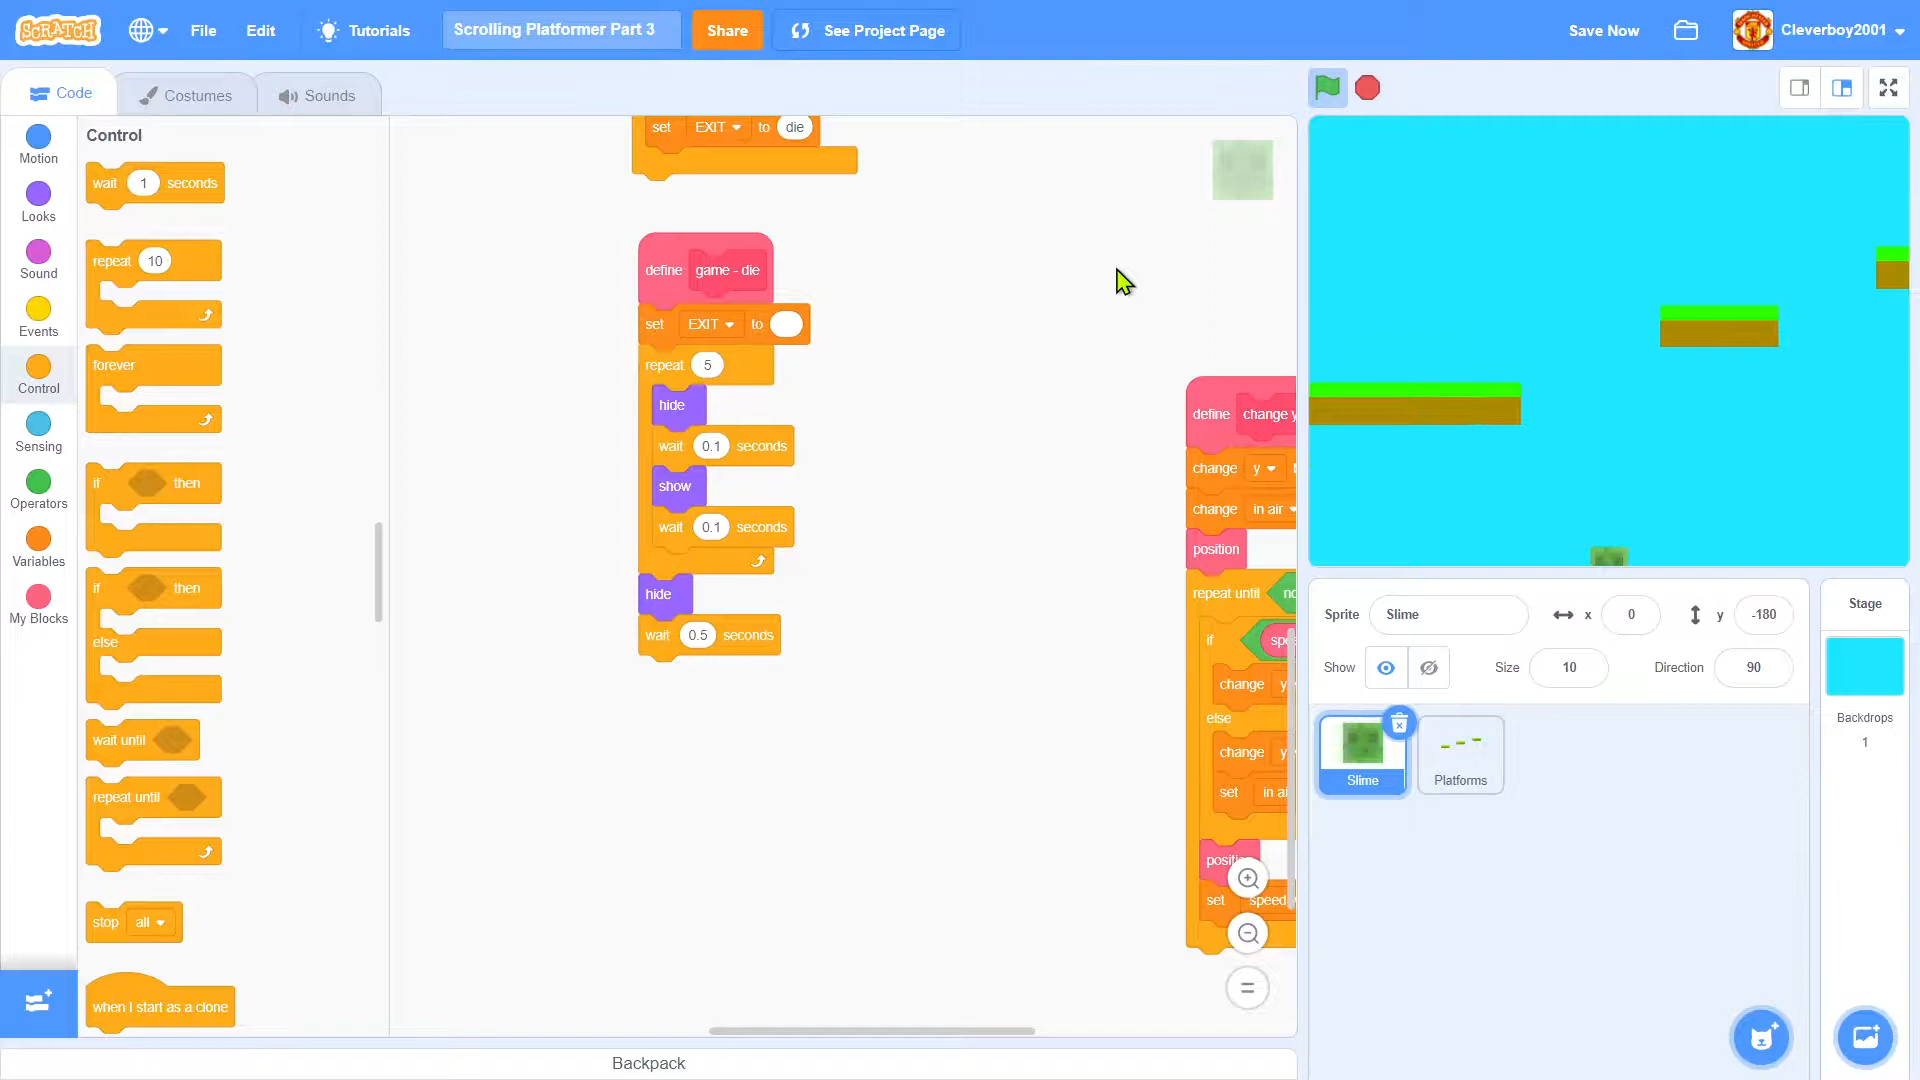 SCRATCH
File
Edit
Tutorials
Scrolling Platformer Part 3
Share
See Project Page
Save Now
Cleverboy2001
Code
Costumes
Sounds
Motion
Looks
Sound
Events
Control
Sensing
Operators
Variables
My Blocks
Control
wait 1 seconds
repeat 10
forever
if then
if then
else
wait until
repeat until
stop all
when I start as a clone
set EXIT to die
define game - die
set EXIT to
repeat 5
hide
wait 0.1 seconds
show
wait 0.1 seconds
hide
wait 0.5 seconds
define change y
change y
change in air
position
repeat until
if
change y
else
change y
set
set speed
Sprite Slime x 0 y -180
Show Size 10 Direction 90
Slime
Platforms
Stage
Backdrops
1
Backpack